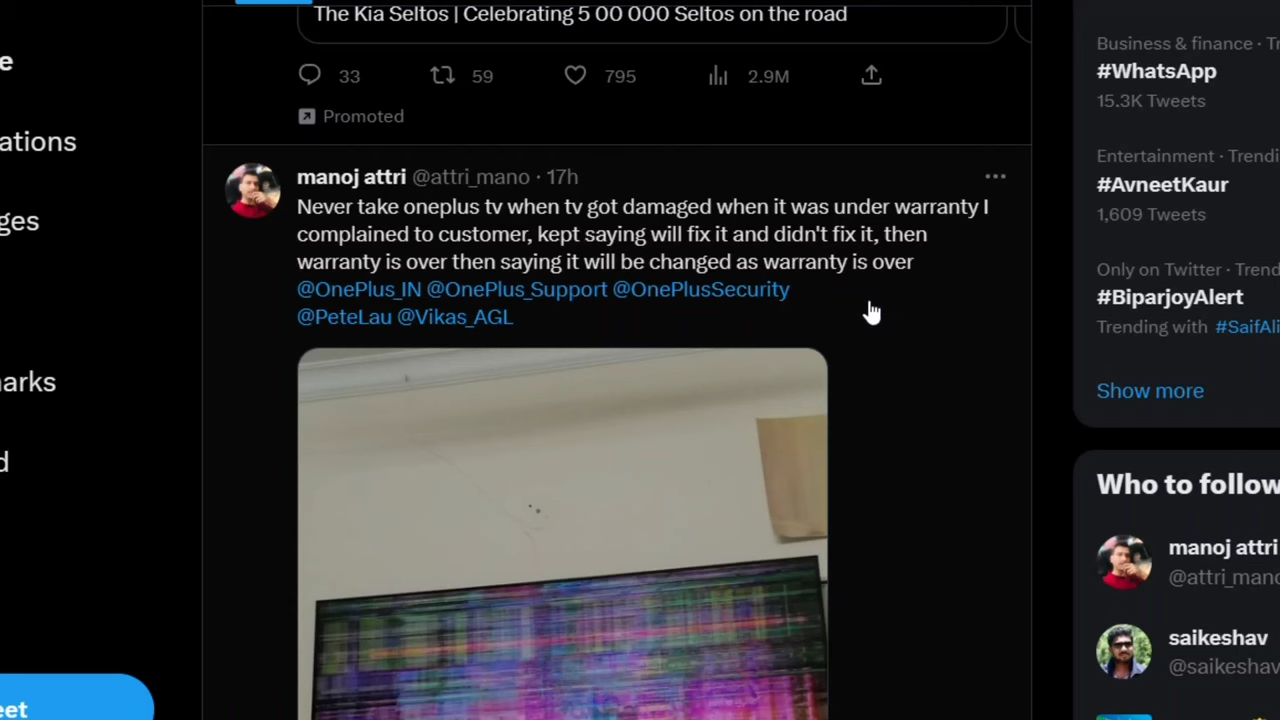 The Kia Seltos | Celebrating 5 00 000 Seltos on the road
33 59 795 2.9M
Promoted
manoj attri @attri_mano · 17h
Never take oneplus tv when tv got damaged when it was under warranty I
complained to customer, kept saying will fix it and didn't fix it, then
warranty is over then saying it will be changed as warranty is over
@OnePlus_IN @OnePlus_Support @OnePlusSecurity
@PeteLau @Vikas_AGL
e
ations
ges
arks
d
eet
Business & finance · Tr
#WhatsApp
15.3K Tweets
Entertainment · Trendi
#AvneetKaur
1,609 Tweets
Only on Twitter · Trend
#BiparjoyAlert
Trending with #SaifAli
Show more
Who to follow
manoj attri
@attri_mano
saikeshav
@saikeshav